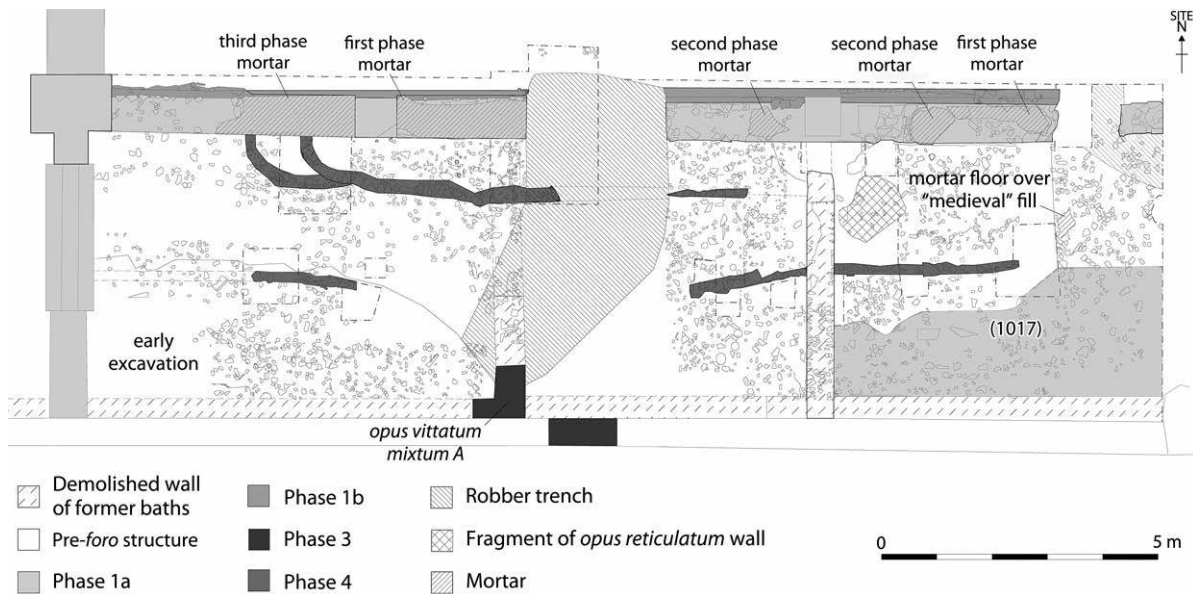 SITE
N
third phase
mortar
first phase
mortar
second phase
mortar
second phase
mortar
first phase
mortar
mortar floor over
"medieval" fill
early
excavation
(1017)
opus vittatum
mixtum A
Demolished wall
of former baths
Pre-foro structure
Phase 1a
Phase 1b
Phase 3
Phase 4
Robber trench
Fragment of opus reticulatum wall
Mortar
0 5 m